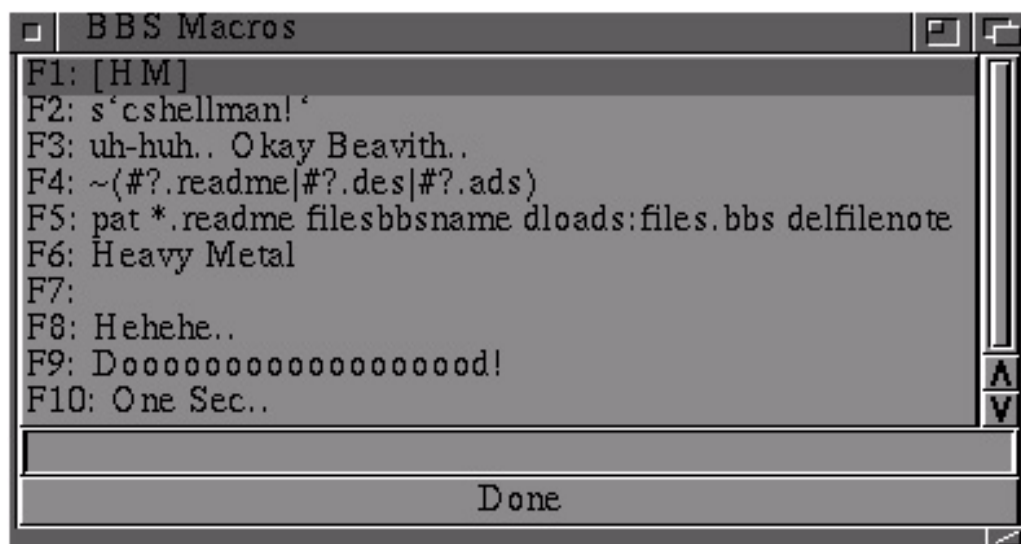 BBS Macros
F1: [HM]
F2: s‘cshellman!‘
F3: uh-huh.. Okay Beavith..
F4: ~(#?.readme|#?.des|#?.ads)
F5: pat *.readme filesbbsname dloads:files.bbs delfilenote
F6: Heavy Metal
F7:
F8: Hehehe..
F9: Dooooooooooooooooood!
F10: One Sec..
Done